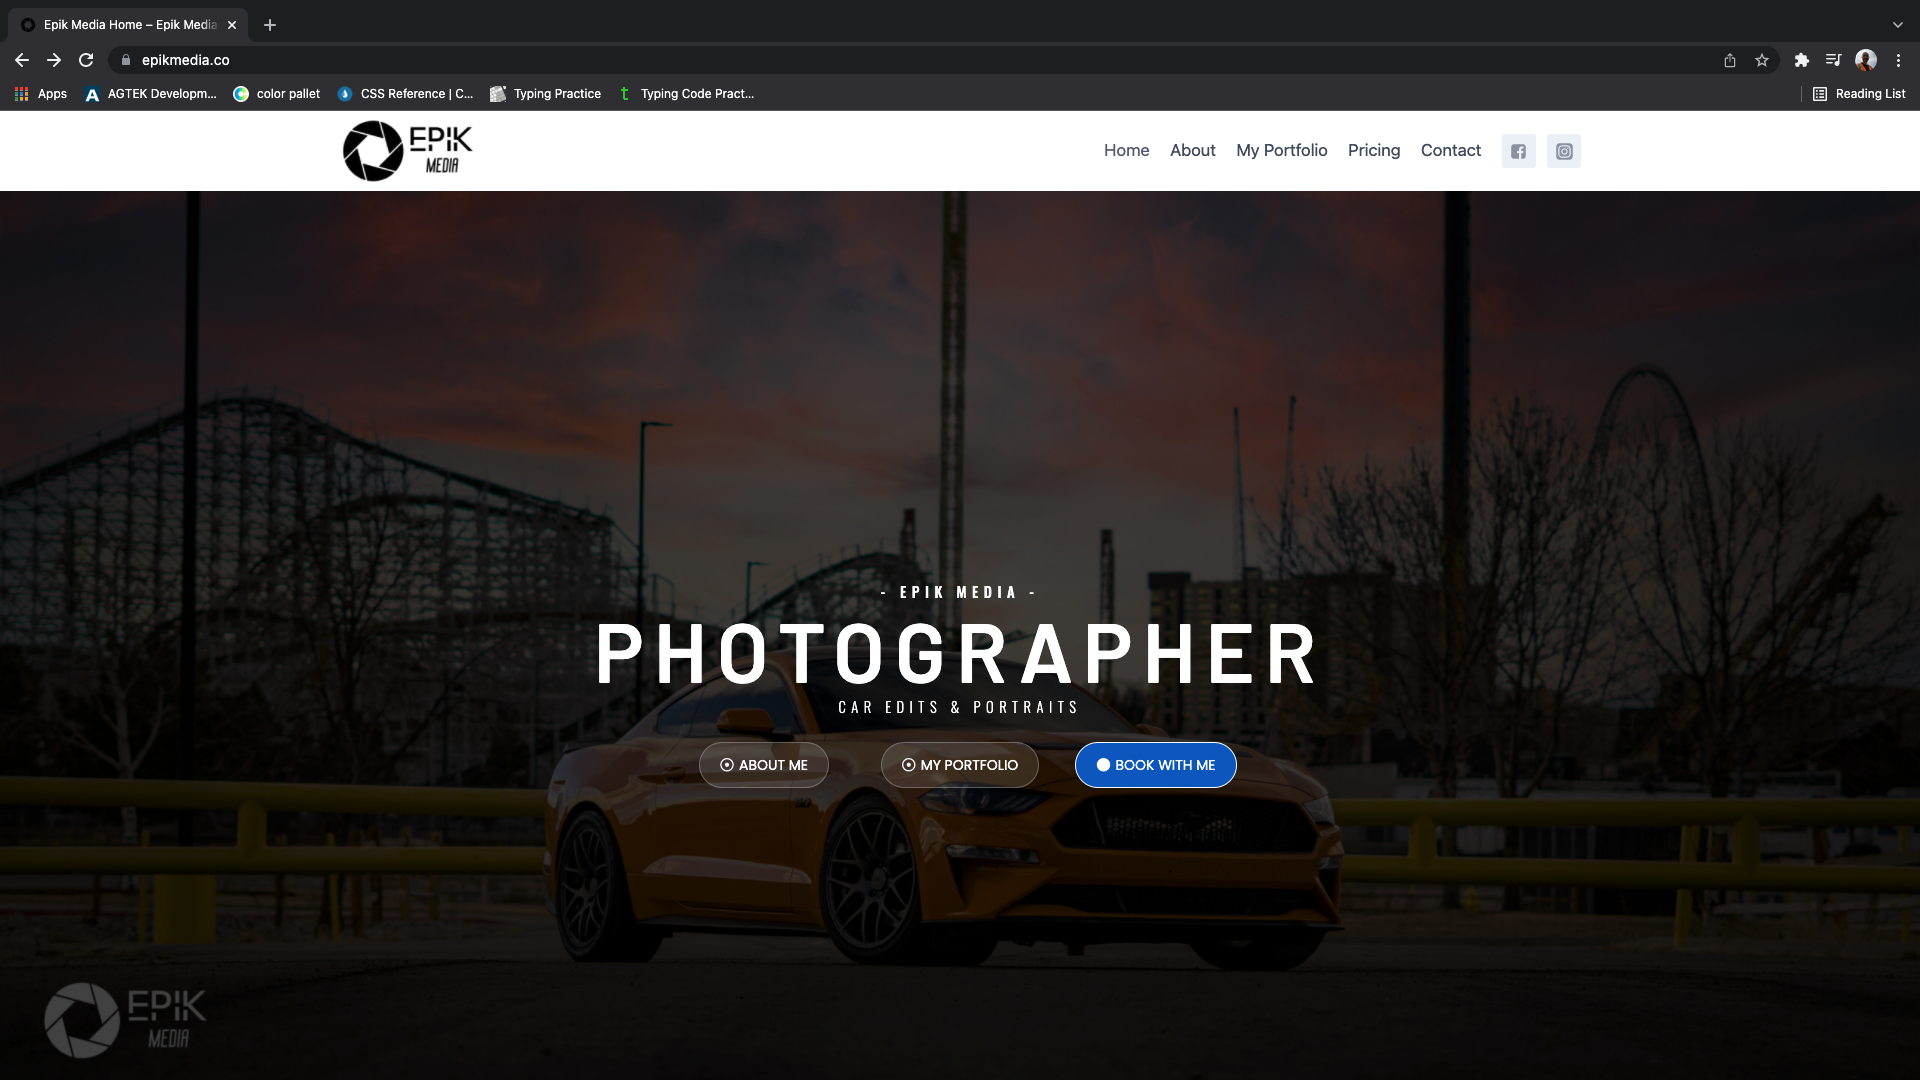 Epik Media Home – Epik Media
epikmedia.co
Apps
AGTEK Developm...
color pallet
CSS Reference | C...
Typing Practice
Typing Code Pract...
Reading List
EPIK
MEDIA
Home
About
My Portfolio
Pricing
Contact
- EPIK MEDIA -
PHOTOGRAPHER
CAR EDITS & PORTRAITS
ABOUT ME
MY PORTFOLIO
BOOK WITH ME
EPIK
MEDIA